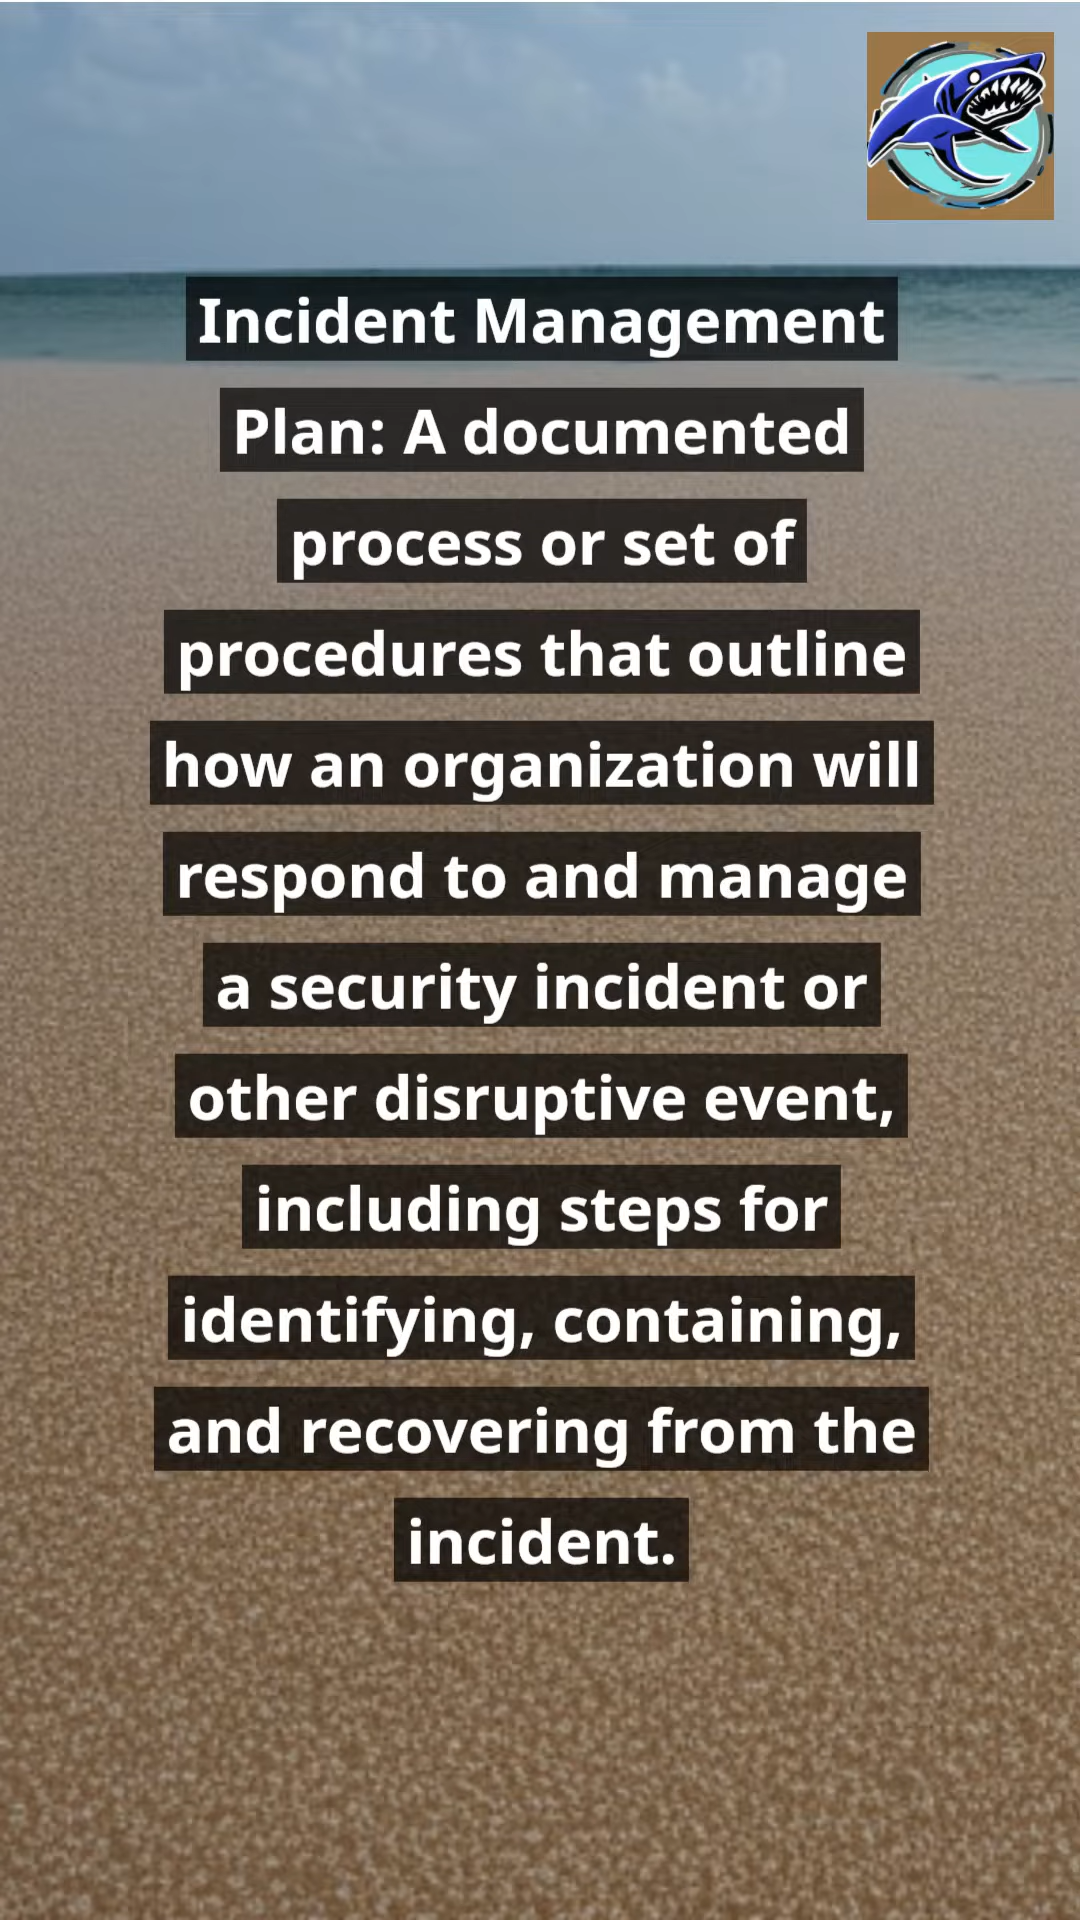 Incident Management
Plan: A documented
process or set of
procedures that outline
how an organization will
respond to and manage
a security incident or
other disruptive event,
including steps for
identifying, containing,
and recovering from the
incident.